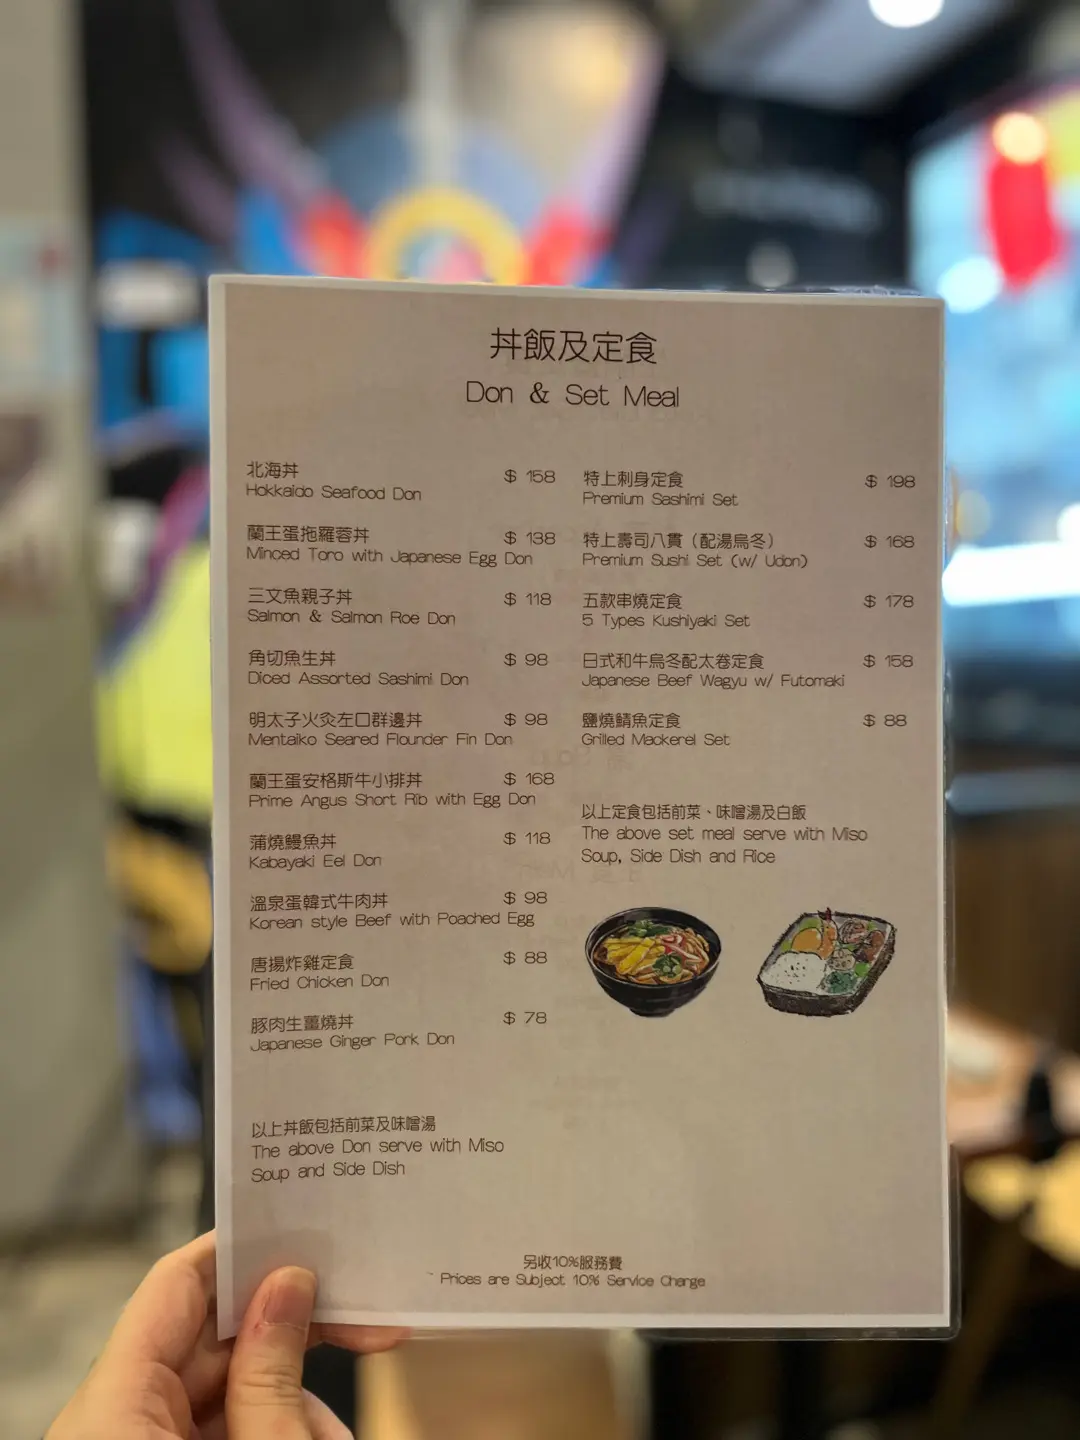 丼飯及定食
Don & Set Meal
北海丼 $ 158
Hokkaido Seafood Don
蘭王蛋拖羅蓉丼 $ 138
Minced Toro with Japanese Egg Don
三文魚親子丼 $ 118
Salmon & Salmon Roe Don
角切魚生丼 $ 98
Diced Assorted Sashimi Don
明太子火灸左口群邊丼 $ 98
Mentaiko Seared Flounder Fin Don
蘭王蛋安格斯牛小排丼 $ 168
Prime Angus Short Rib with Egg Don
蒲燒鰻魚丼 $ 118
Kabayaki Eel Don
溫泉蛋韓式牛肉丼 $ 98
Korean style Beef with Poached Egg
唐揚炸雞定食 $ 88
Fried Chicken Don
豚肉生薑燒丼 $ 78
Japanese Ginger Pork Don
以上丼飯包括前菜及味噌湯
The above Don serve with Miso
Soup and Side Dish
特上刺身定食 $ 198
Premium Sashimi Set
特上壽司八貫（配湯烏冬） $ 168
Premium Sushi Set (w/ Udon)
五款串燒定食 $ 178
5 Types Kushiyaki Set
日式和牛烏冬配太卷定食 $ 158
Japanese Beef Wagyu w/ Futomaki
鹽燒鯖魚定食 $ 88
Grilled Mackerel Set
以上定食包括前菜、味噌湯及白飯
The above set meal serve with Miso
Soup, Side Dish and Rice
另收10%服務費
Prices are Subject 10% Service Charge